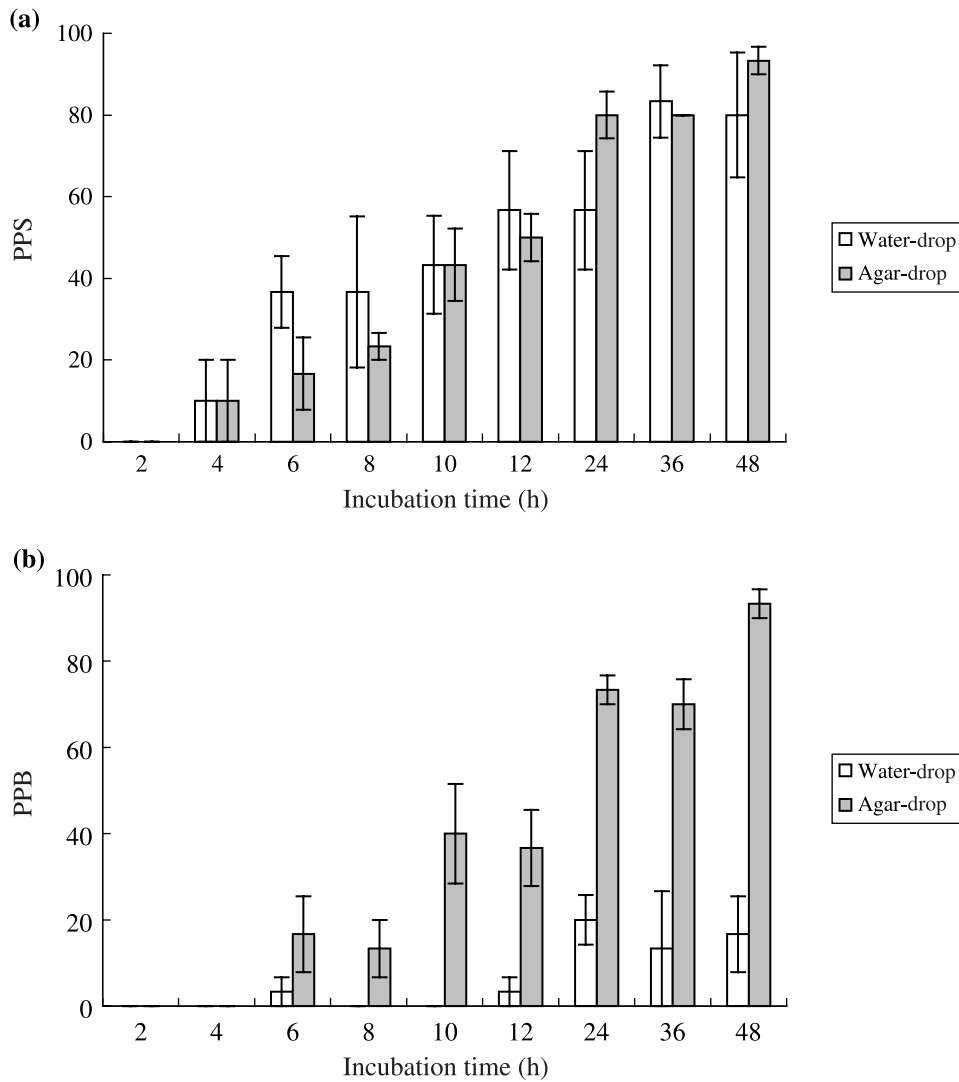 (a)
100
80
60
40
20
0
PPS
2 4 6 8 10 12 24 36 48
Incubation time (h)
Water-drop
Agar-drop
(b)
100
80
60
40
20
0
PPB
2 4 6 8 10 12 24 36 48
Incubation time (h)
Water-drop
Agar-drop